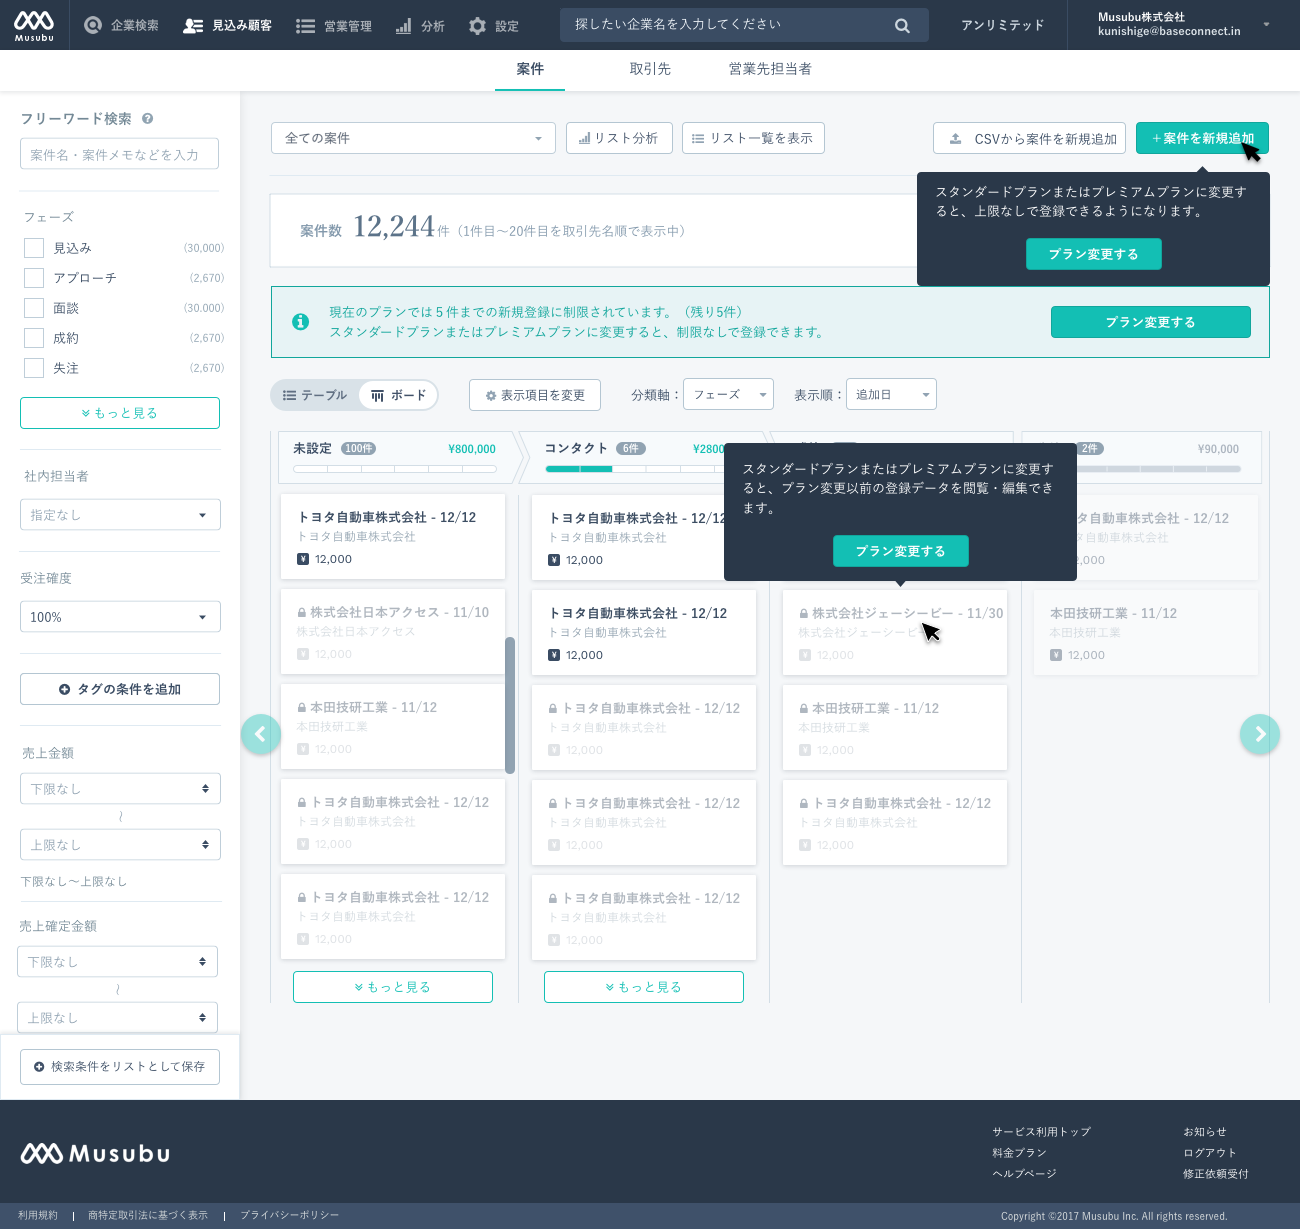 Musubu
企業検索
見込み顧客
営業管理
分析
設定
探したい企業名を入力してください
アンリミテッド
Musubu株式会社
kunishige@baseconnect.in
案件
取引先
営業先担当者
フリーワード検索
案件名・案件メモなどを入力
フェーズ
見込み (30,000)
アプローチ (2,670)
面談 (30.000)
成約 (2,670)
失注 (2,670)
もっと見る
社内担当者
指定なし
受注確度
100%
タグの条件を追加
売上金額
下限なし
〜
上限なし
下限なし〜上限なし
売上確定金額
下限なし
〜
上限なし
検索条件をリストとして保存
全ての案件
リスト分析
リスト一覧を表示
CSVから案件を新規追加
+案件を新規追加
スタンダードプランまたはプレミアムプランに変更す
ると、上限なしで登録できるようになります。
プラン変更する
案件数 12,244件（1件目〜20件目を取引先名順で表示中）
現在のプランでは５件までの新規登録に制限されています。（残り5件）
スタンダードプランまたはプレミアムプランに変更すると、制限なしで登録できます。
プラン変更する
テーブル
ボード
表示項目を変更
分類軸：
フェーズ
表示順：
追加日
未設定 100件 ¥800,000
トヨタ自動車株式会社 - 12/12
トヨタ自動車株式会社
¥ 12,000
株式会社日本アクセス - 11/10
株式会社日本アクセス
¥ 12,000
本田技研工業 - 11/12
本田技研工業
¥ 12,000
トヨタ自動車株式会社 - 12/12
トヨタ自動車株式会社
¥ 12,000
トヨタ自動車株式会社 - 12/12
トヨタ自動車株式会社
¥ 12,000
もっと見る
コンタクト 6件 ¥2800
トヨタ自動車株式会社 - 12/12
トヨタ自動車株式会社
¥ 12,000
トヨタ自動車株式会社 - 12/12
トヨタ自動車株式会社
¥ 12,000
トヨタ自動車株式会社 - 12/12
トヨタ自動車株式会社
¥ 12,000
トヨタ自動車株式会社 - 12/12
トヨタ自動車株式会社
¥ 12,000
トヨタ自動車株式会社 - 12/12
トヨタ自動車株式会社
¥ 12,000
もっと見る
スタンダードプランまたはプレミアムプランに変更す
ると、プラン変更以前の登録データを閲覧・編集でき
ます。
プラン変更する
株式会社ジェーシービー - 11/30
株式会社ジェーシービ
¥ 12,000
本田技研工業 - 11/12
本田技研工業
¥ 12,000
トヨタ自動車株式会社 - 12/12
トヨタ自動車株式会社
¥ 12,000
2件 ¥90,000
タ自動車株式会社 - 12/12
タ自動車株式会社
,000
本田技研工業 - 11/12
本田技研工業
¥ 12,000
Musubu
サービス利用トップ
料金プラン
ヘルプページ
お知らせ
ログアウト
修正依頼受付
利用規約 | 商特定取引法に基づく表示 | プライバシーポリシー
Copyright ©2017 Musubu Inc. All rights reserved.